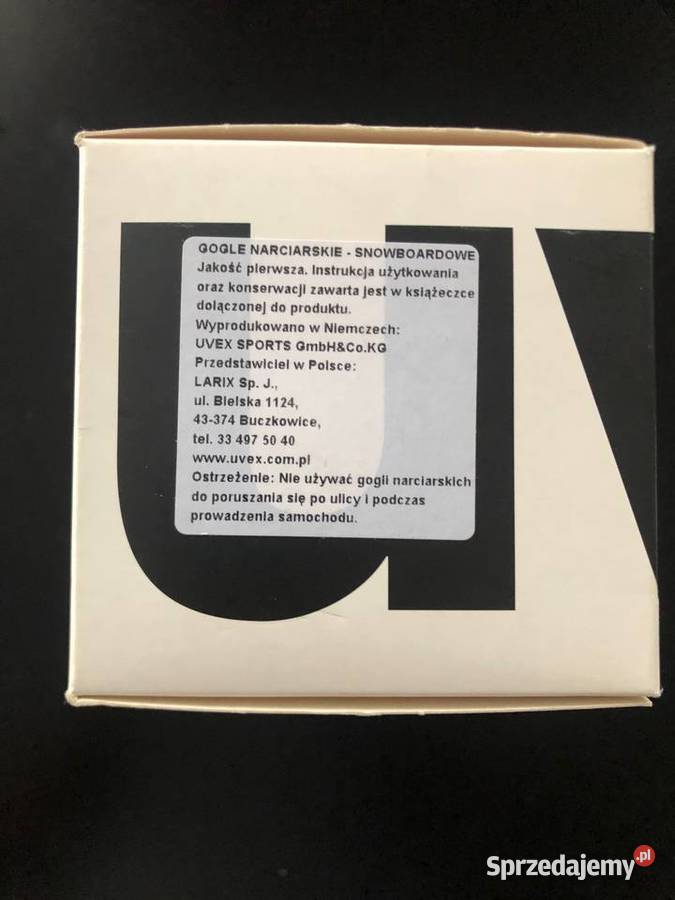 GOGLE NARCIARSKIE - SNOWBOARDOWE
Jakość pierwsza. Instrukcja użytkowania
oraz konserwacji zawarta jest w książeczce
dołączonej do produktu.
Wyprodukowano w Niemczech:
UVEX SPORTS GmbH&Co.KG
Przedstawiciel w Polsce:
LARIX Sp. J.,
ul. Bielska 1124,
43-374 Buczkowice,
tel. 33 497 50 40
www.uvex.com.pl
Ostrzeżenie: Nie używać gogli narciarskich
do poruszania się po ulicy i podczas
prowadzenia samochodu.
uv
Sprzedajemy.pl